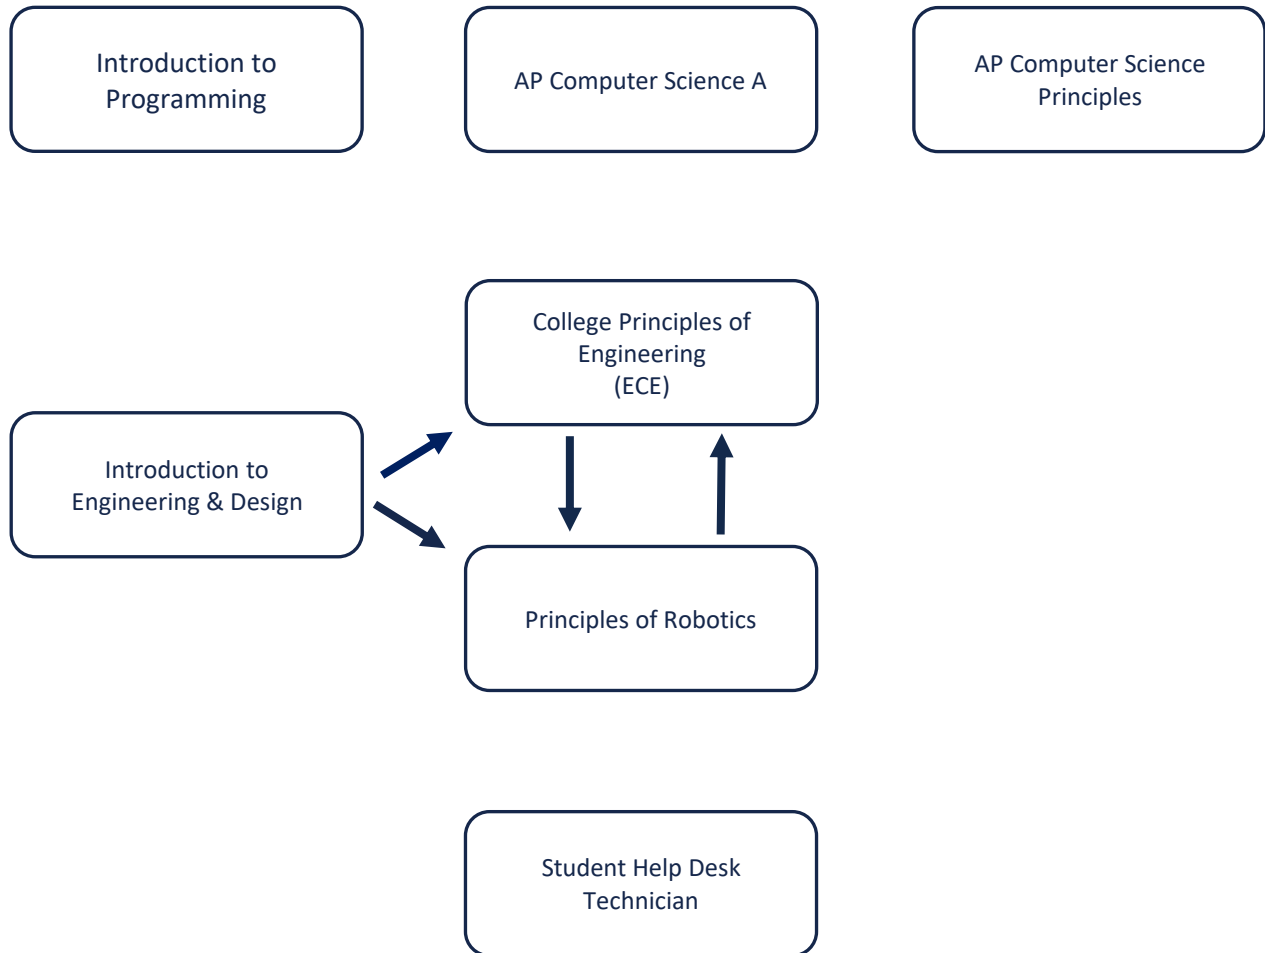 Introduction to
Programming
AP Computer Science A
AP Computer Science
Principles
College Principles of
Engineering
(ECE)
Introduction to
Engineering & Design
Principles of Robotics
Student Help Desk
Technician